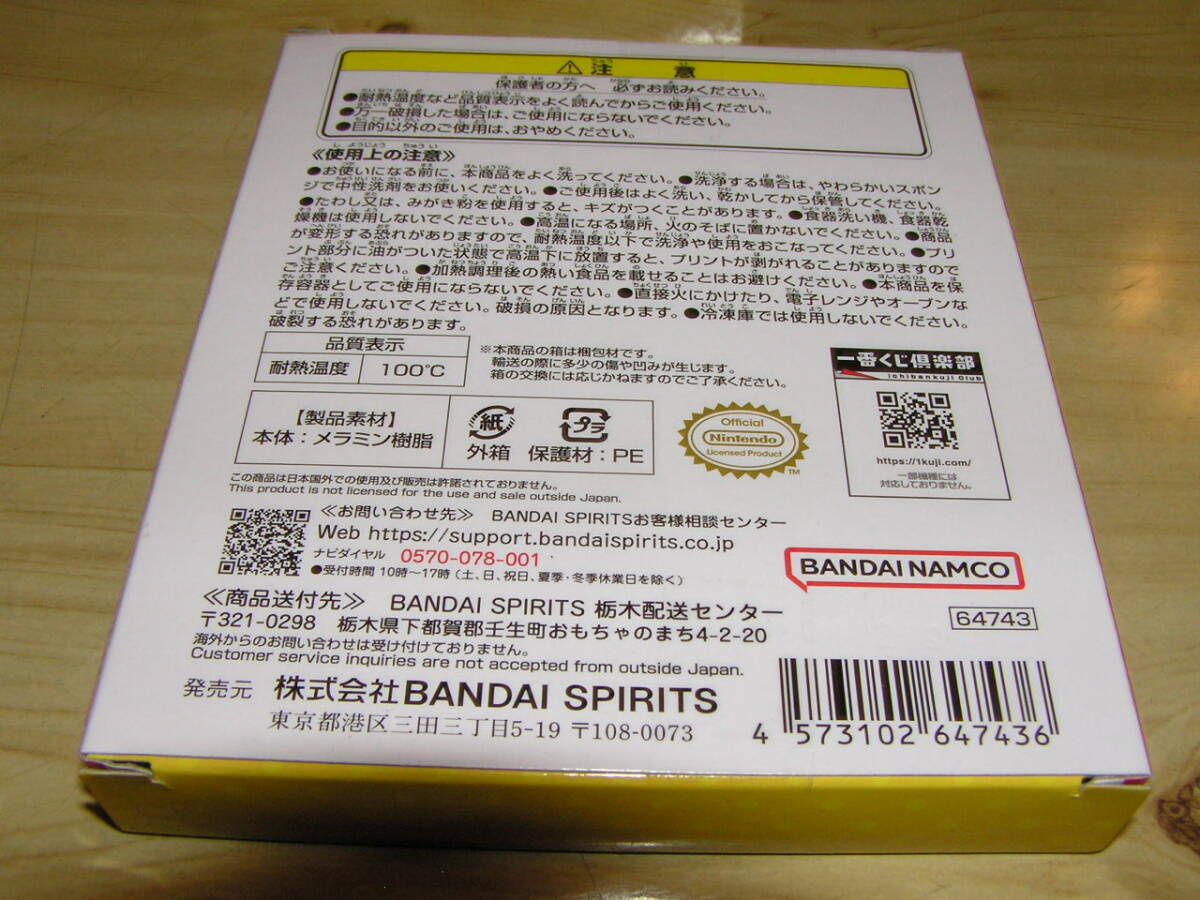 ⚠注意
保護者の方へ 必ずお読みください。
●耐熱温度など品質表示をよく読んでからご使用ください。
●万一破損した場合は、ご使用にならないでください。
●目的以外のご使用は、おやめください。
《使用上の注意》
●お使いになる前に、本商品をよく洗ってください。●洗浄する場合は、やわらかいスポン
ジで中性洗剤をお使いください。●ご使用後はよく洗い、乾かしてから保管してください。
●たわし又は、みがき粉を使用すると、キズがつくことがあります。●食器洗い機、食器乾
燥機は使用しないでください。●高温になる場所、火のそばに置かないでください。●商品
が変形する恐れがありますので、耐熱温度以下で洗浄や使用をおこなってください。●プリ
ント部分に油がついた状態で高温下に放置すると、プリントが剥がれることがありますので
ご注意ください。●加熱調理後の熱い食品を載せることはお避けください。●本商品を保
存容器としてご使用にならないでください。●直接火にかけたり、電子レンジやオーブンな
どで使用しないでください。破損の原因となります。●冷凍庫では使用しないでください。
破裂する恐れがあります。
品質表示
耐熱温度 100℃
※本商品の箱は梱包材です。
輸送の際に多少の傷や凹みが生じます。
箱の交換には応じかねますのでご了承ください。
一番くじ倶楽部
ichibankuji Club
https://1kuji.com/
一部機種には
対応しておりません。
【製品素材】
本体：メラミン樹脂
紙
外箱
プラ
保護材：PE
Official
Nintendo
Licensed Product
TM
この商品は日本国外での使用及び販売は許諾されておりません。
This product is not licensed for the use and sale outside Japan.
≪お問い合わせ先≫ BANDAI SPIRITSお客様相談センター
Web https://support.bandaispirits.co.jp
ナビダイヤル 0570-078-001
●受付時間 10時～17時（土、日、祝日、夏季・冬季休業日を除く）
BANDAI NAMCO
≪商品送付先≫ BANDAI SPIRITS 栃木配送センター
〒321-0298 栃木県下都賀郡壬生町おもちゃのまち4-2-20
64743
海外からのお問い合わせは受け付けておりません。
Customer service inquiries are not accepted from outside Japan.
発売元 株式会社BANDAI SPIRITS
東京都港区三田三丁目5-19 〒108-0073
4 573102 647436